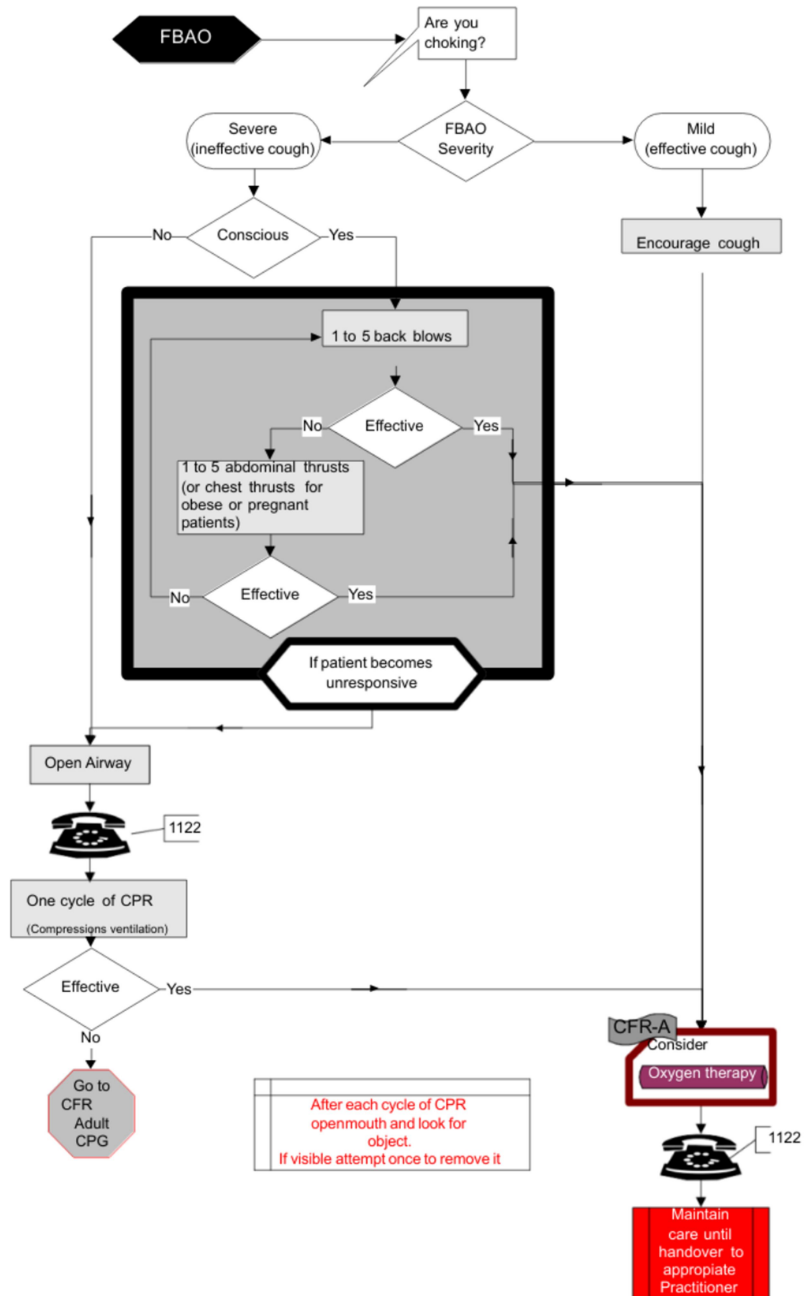 FBAO
Are you
choking?
Severe
(ineffective cough)
FBAO
Severity
Mild
(effective cough)
No
Conscious
Yes
Encourage cough
1 to 5 back blows
No
Effective
Yes
1 to 5 abdominal thrusts
(or chest thrusts for
obese or pregnant
patients)
No
Effective
Yes
If patient becomes
unresponsive
Open Airway
1122
One cycle of CPR
(Compressions ventilation)
Effective
Yes
No
Go to
CFR
Adult
CPG
After each cycle of CPR
openmouth and look for
object.
If visible attempt once to remove it
CFR-A
Consider
Oxygen therapy
1122
Maintain
care until
handover to
appropiate
Practitioner